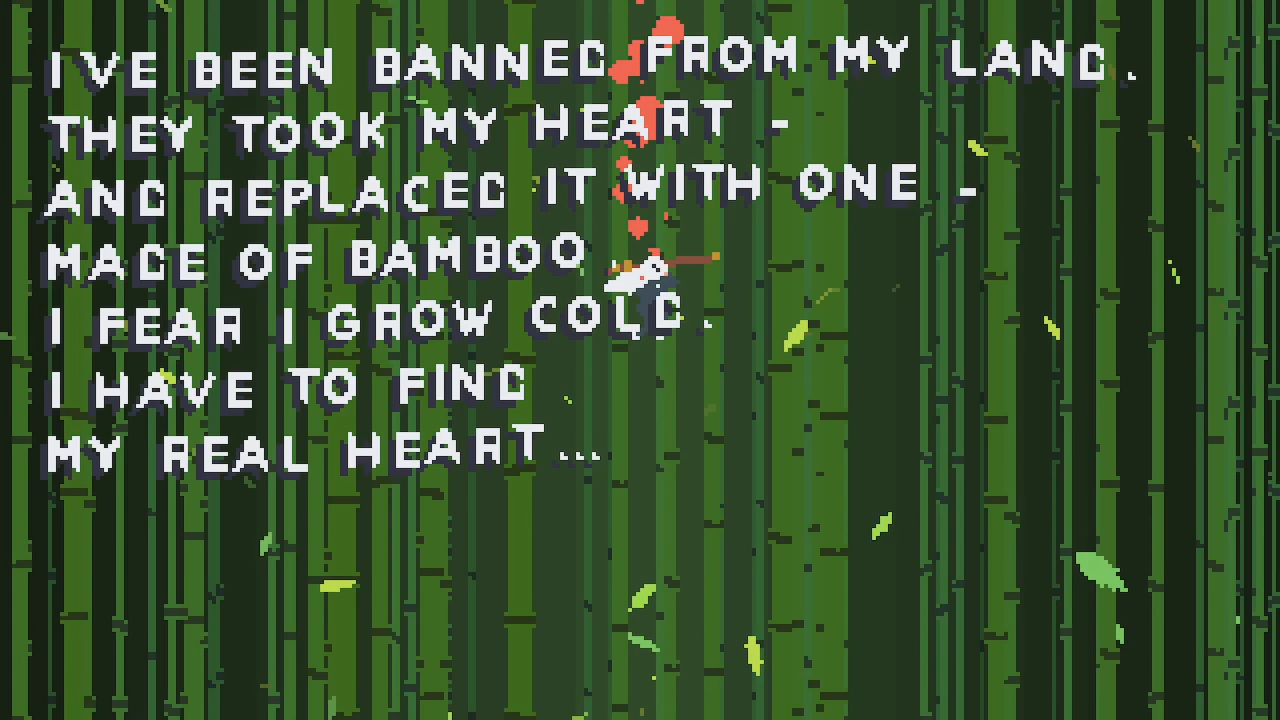 I'VE BEEN BANNED FROM MY LAND.
THEY TOOK MY HEART -
AND REPLACED IT WITH ONE -
MADE OF BAMBOO
I FEAR I GROW COLD.
I HAVE TO FIND
MY REAL HEART...